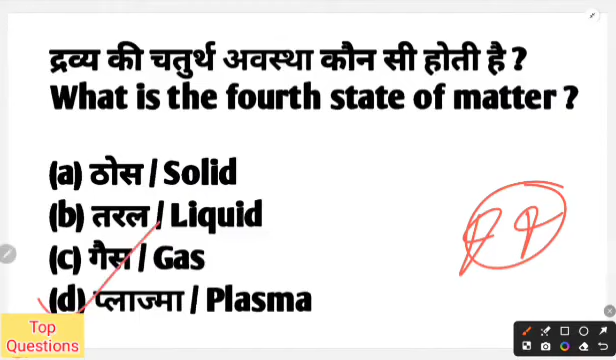 द्रव्य की चतुर्थ अवस्था कौन सी होती है ?
What is the fourth state of matter ?
(a) ठोस / Solid
(b) तरल / Liquid
(c) गैस / Gas
(d) प्लाज्मा / Plasma
Top
Questions